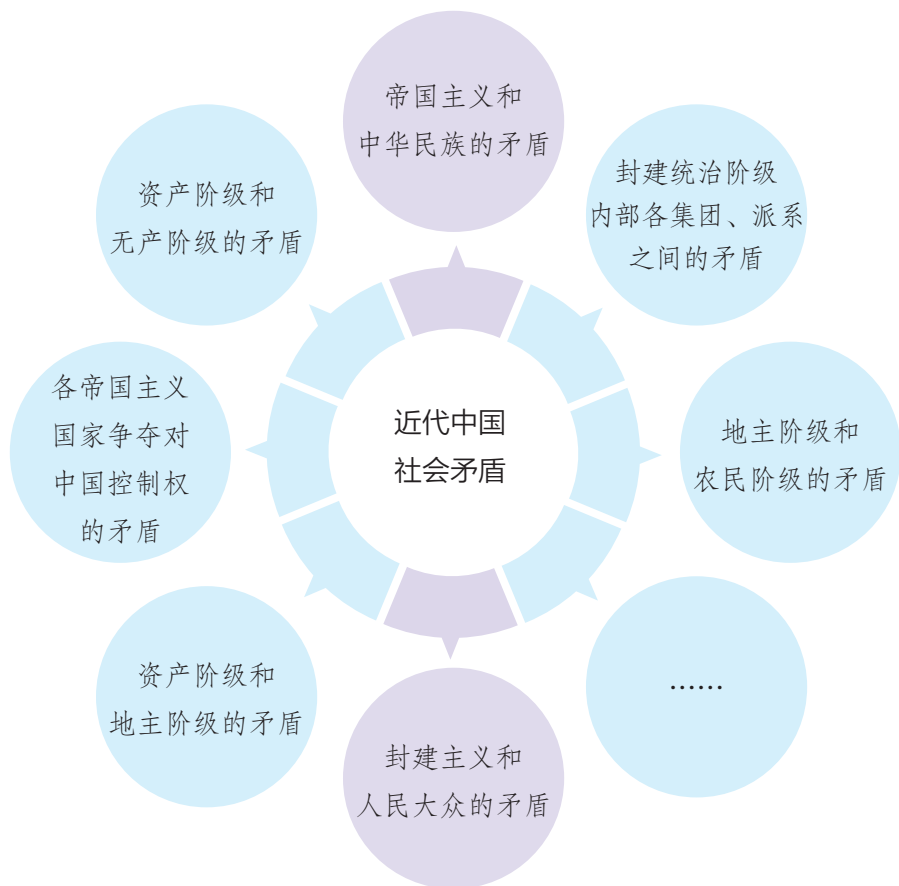 帝国主义和
中华民族的矛盾
封建统治阶级
内部各集团、派系
之间的矛盾
地主阶级和
农民阶级的矛盾
……
封建主义和
人民大众的矛盾
资产阶级和
地主阶级的矛盾
各帝国主义
国家争夺对
中国控制权
的矛盾
资产阶级和
无产阶级的矛盾
近代中国
社会矛盾